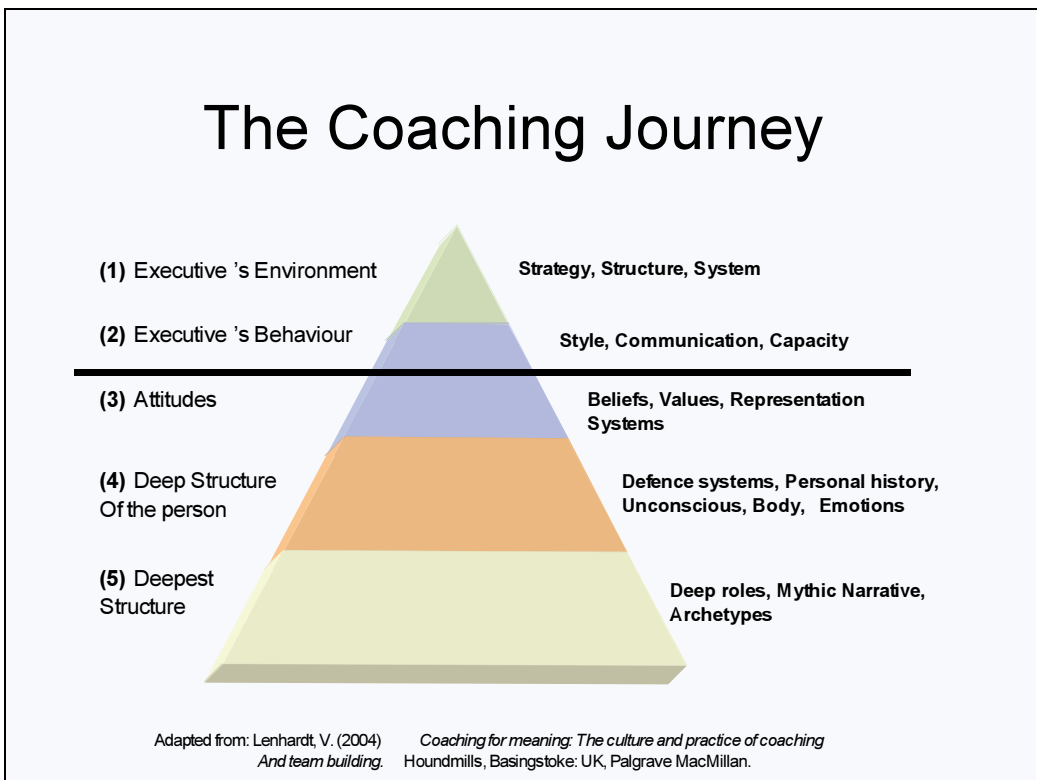 The Coaching Journey
(1) Executive 's Environment
Strategy, Structure, System
(2) Executive 's Behaviour
Style, Communication, Capacity
(3) Attitudes
Beliefs, Values, Representation
Systems
(4) Deep Structure
Of the person
Defence systems, Personal history,
Unconscious, Body, Emotions
(5) Deepest
Structure
Deep roles, Mythic Narrative,
Archetypes
Adapted from: Lenhardt, V. (2004) Coaching for meaning: The culture and practice of coaching
And team building. Houndmills, Basingstoke: UK, Palgrave MacMillan.